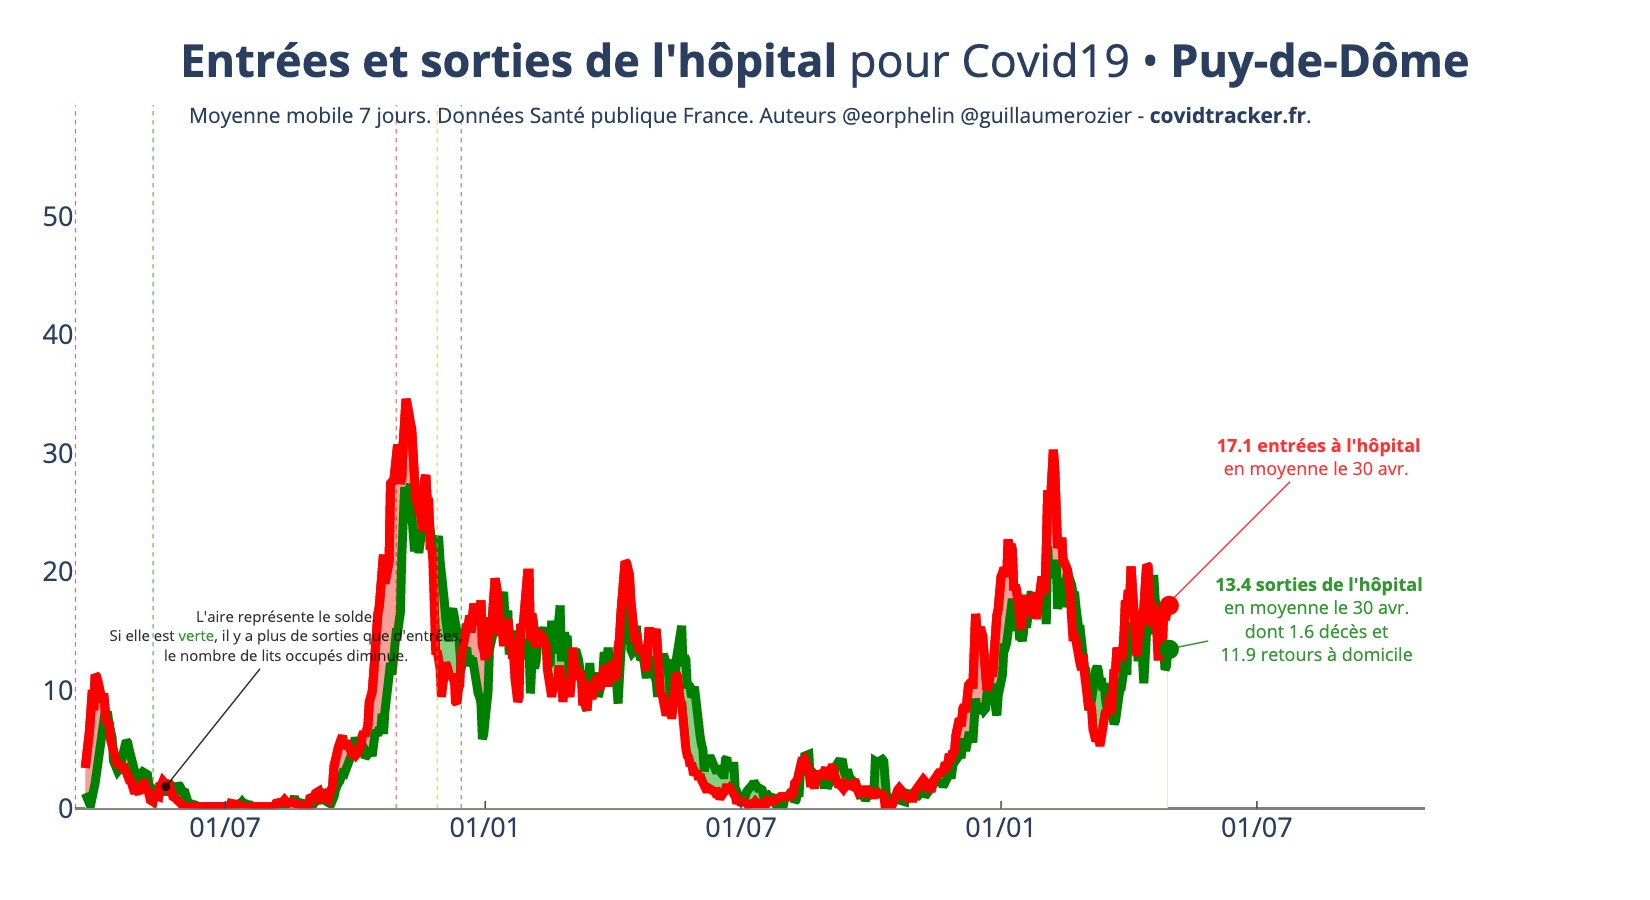 Entrées et sorties de l'hôpital pour Covid19 • Puy-de-Dôme
Moyenne mobile 7 jours. Données Santé publique France. Auteurs @eorphelin @guillaumerozier - covidtracker.fr.
50
40
30
20
10
0
17.1 entrées à l'hôpital
en moyenne le 30 avr.
13.4 sorties de l'hôpital
en moyenne le 30 avr.
dont 1.6 décès et
11.9 retours à domicile
L'aire représente le solde.
Si elle est verte, il y a plus de sorties que d'entrées,
le nombre de lits occupés diminue.
01/07
01/01
01/07
01/01
01/07